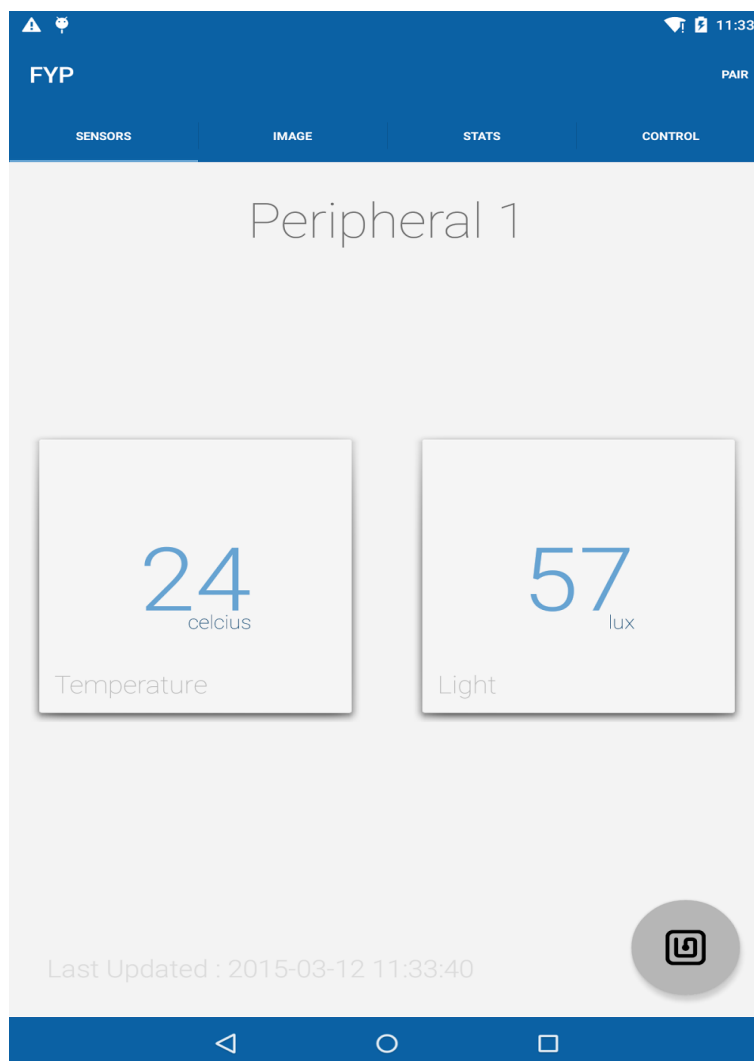 11:33
FYP
PAIR
SENSORS IMAGE STATS CONTROL
Peripheral 1
24
celcius
Temperature
57
lux
Light
Last Updated : 2015-03-12 11:33:40